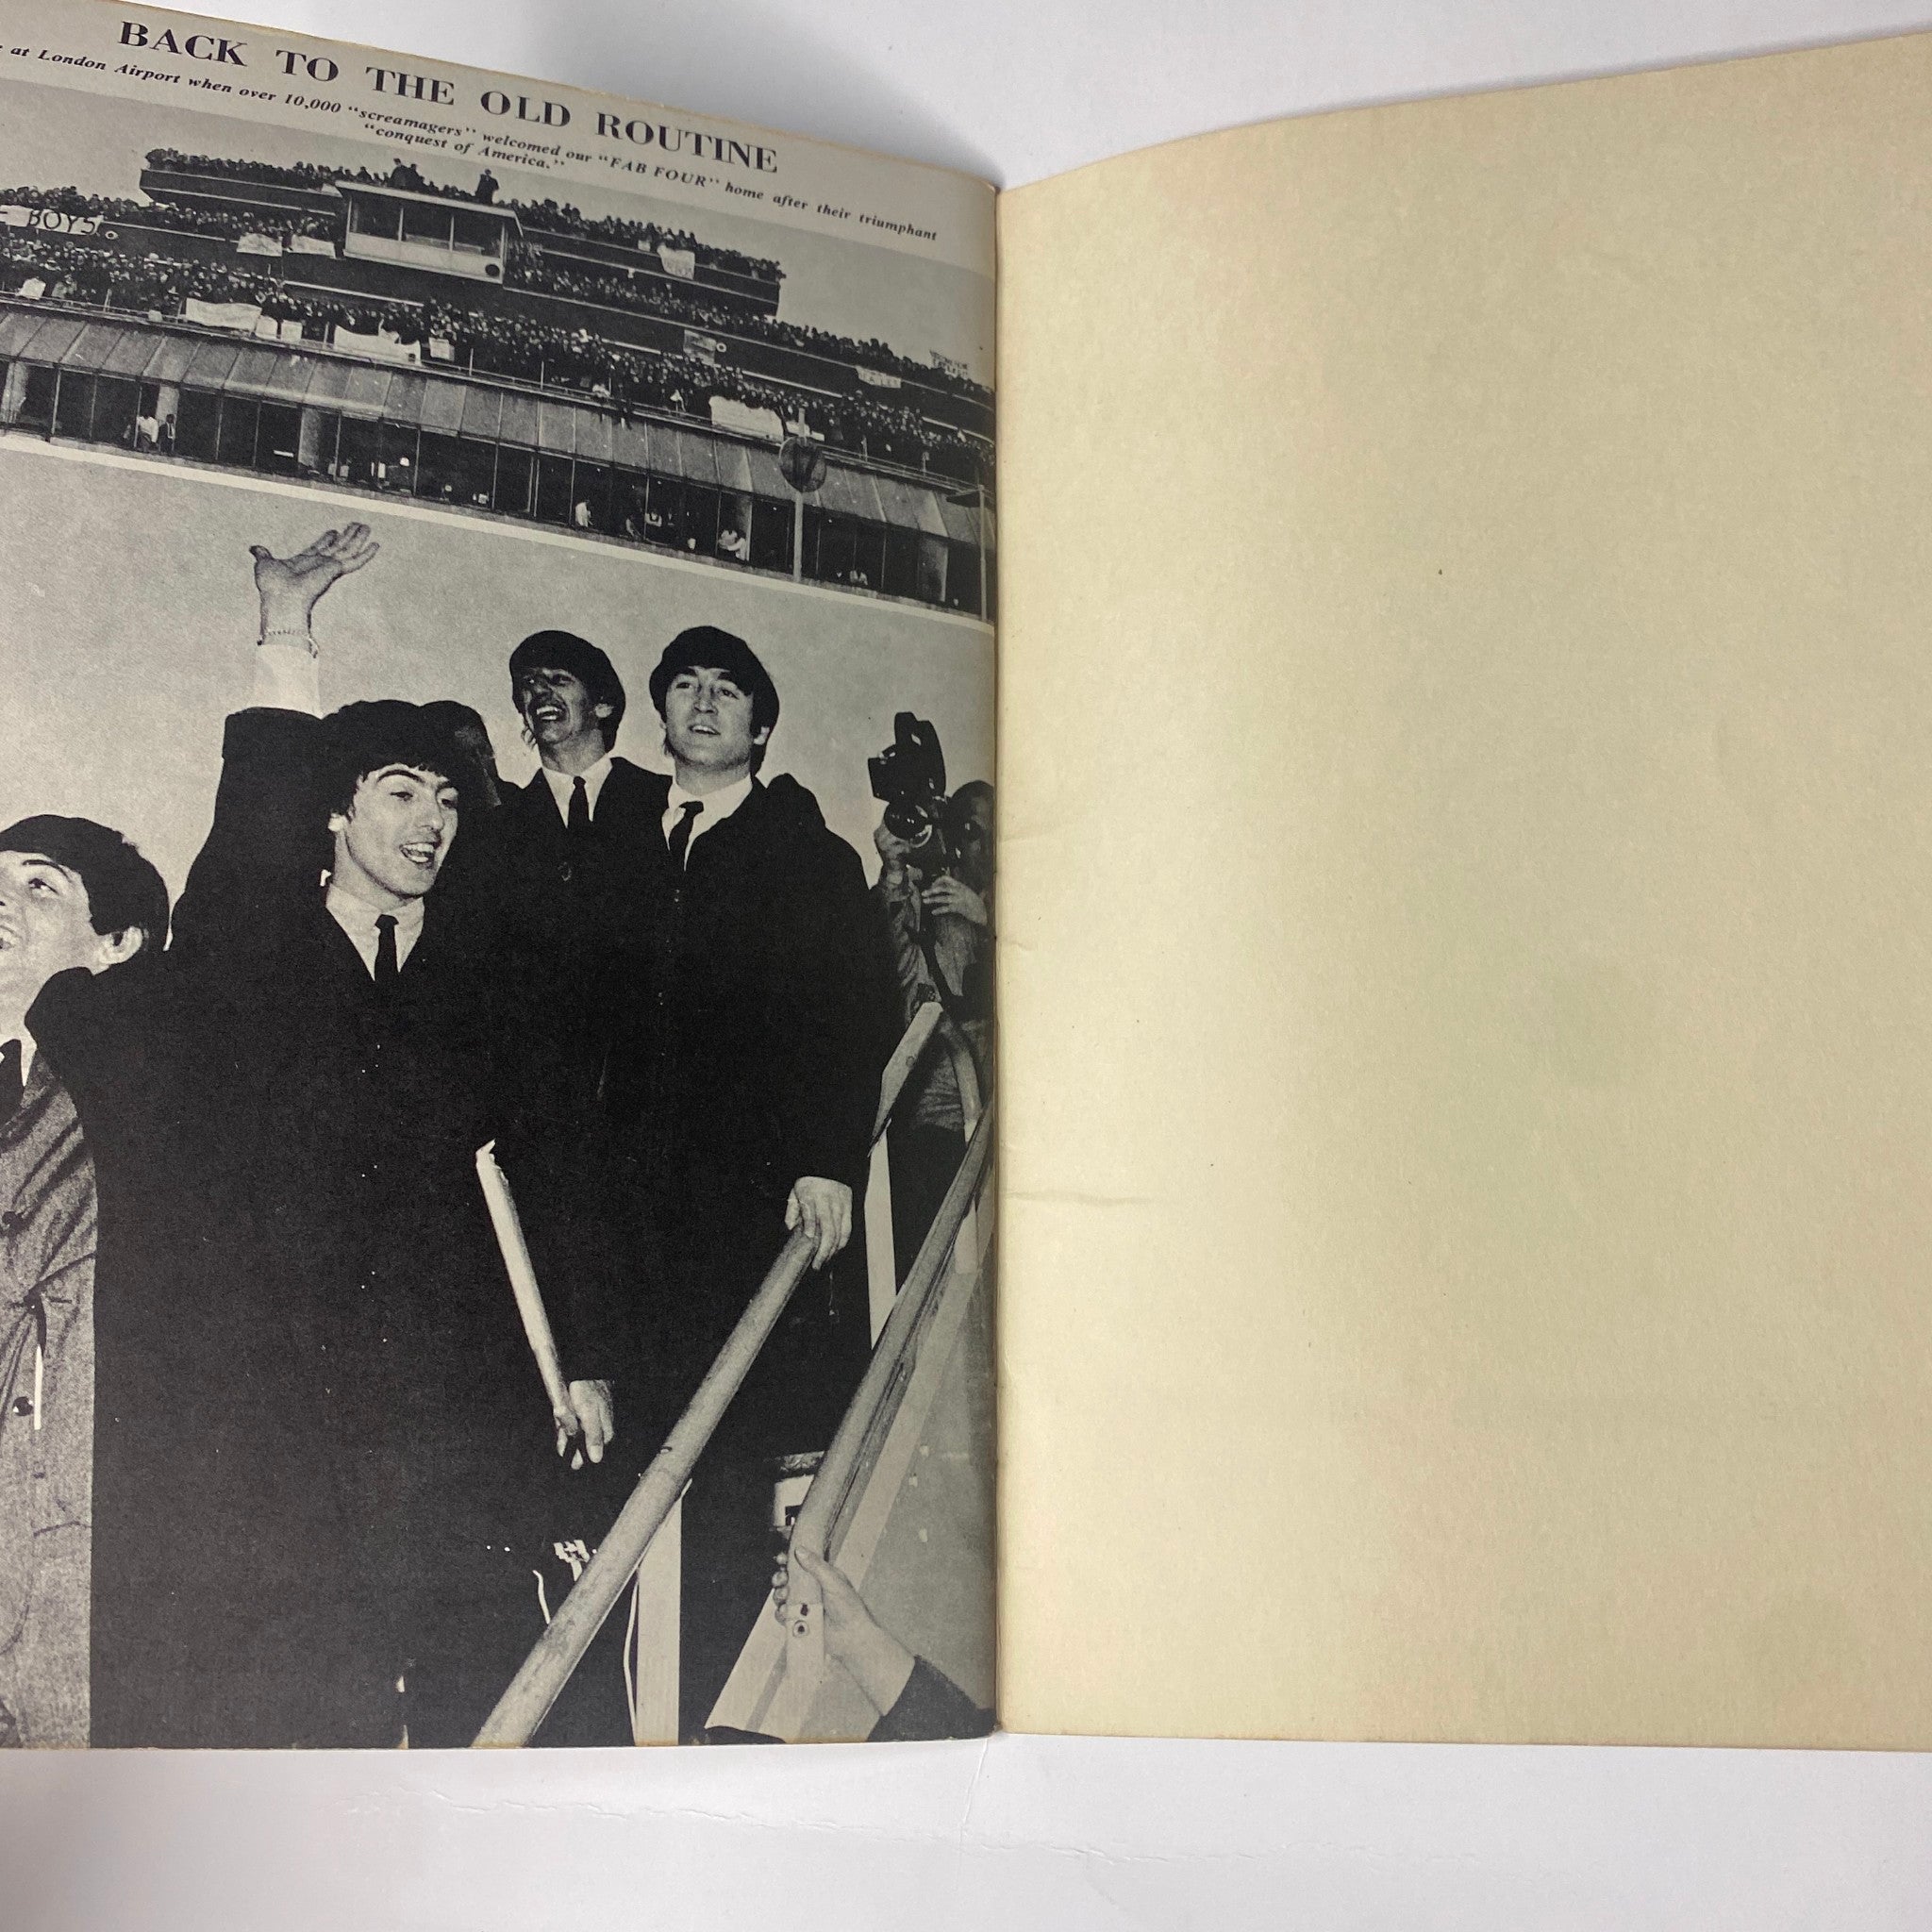 BACK TO THE OLD ROUTINE
at London Airport when over 10,000 "screamagers" welcomed our "FAB FOUR" home after their triumphant
"conquest of America."
BOYS